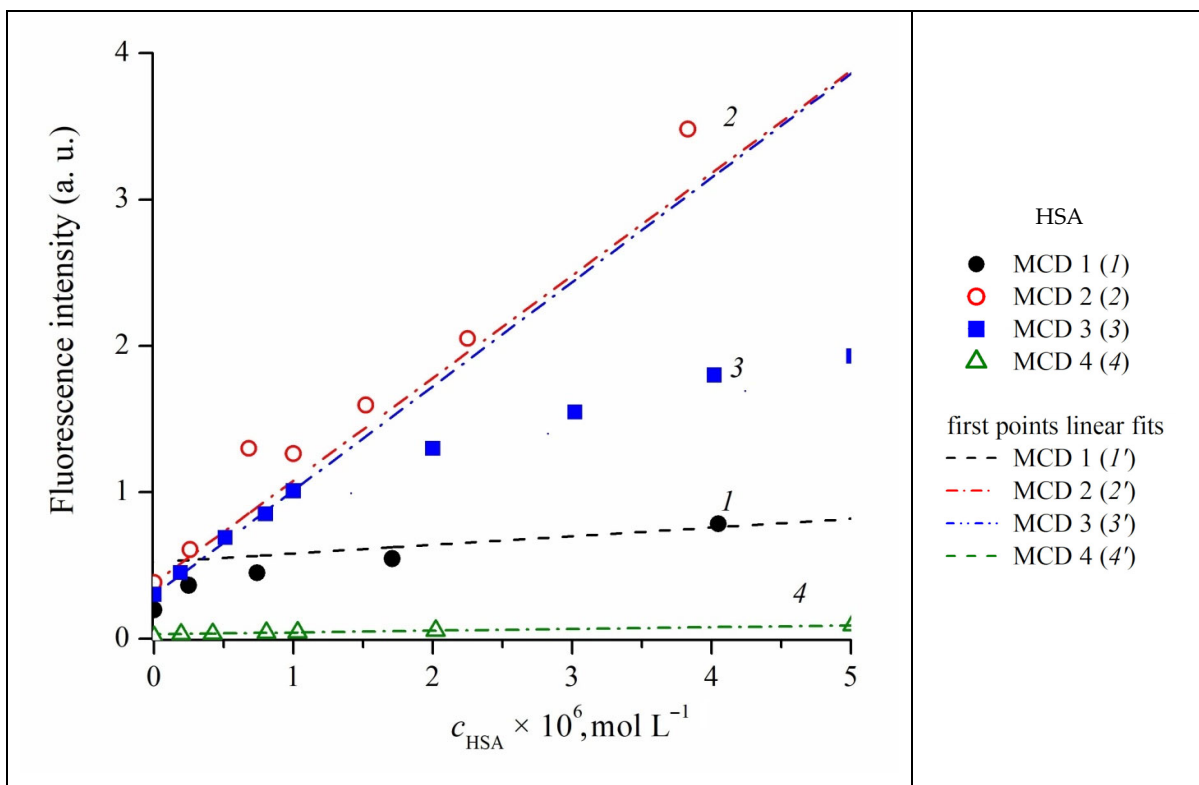 4
3
2
1
0
Fluorescence intensity (a. u.)
2
3
1
4
0 1 2 3 4 5
c_HSA × 10⁶, mol L⁻¹
HSA
MCD 1 (1)
MCD 2 (2)
MCD 3 (3)
MCD 4 (4)
first points linear fits
MCD 1 (1')
MCD 2 (2')
MCD 3 (3')
MCD 4 (4')